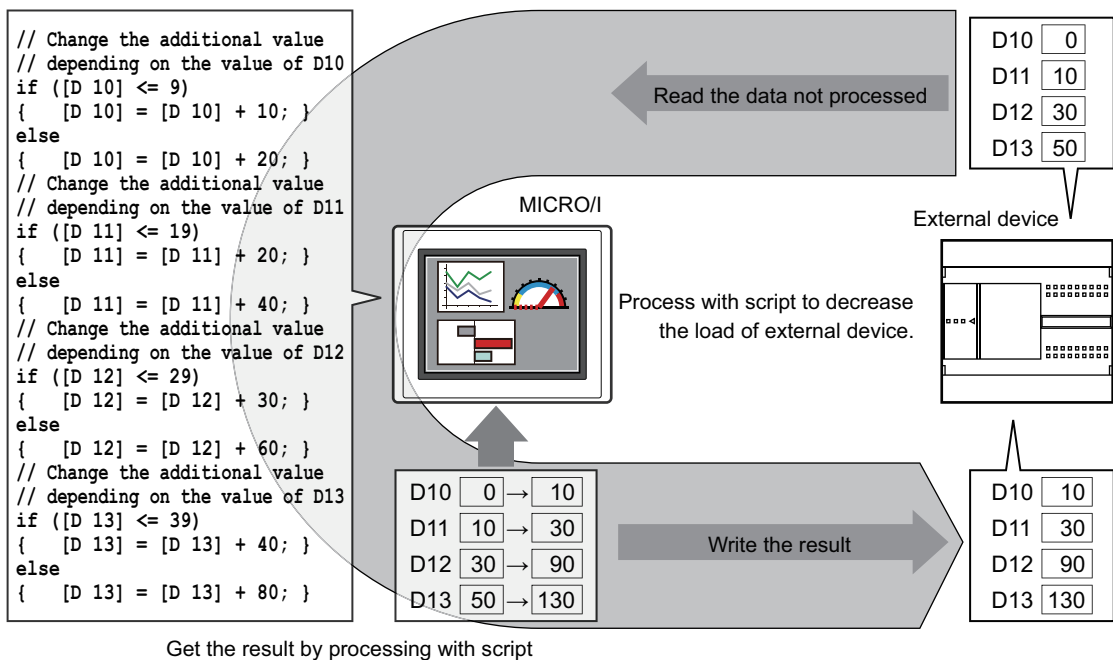 // Change the additional value
// depending on the value of D10
if ([D 10] <= 9)
{   [D 10] = [D 10] + 10; }
else
{   [D 10] = [D 10] + 20; }
// Change the additional value
// depending on the value of D11
if ([D 11] <= 19)
{   [D 11] = [D 11] + 20; }
else
{   [D 11] = [D 11] + 40; }
// Change the additional value
// depending on the value of D12
if ([D 12] <= 29)
{   [D 12] = [D 12] + 30; }
else
{   [D 12] = [D 12] + 60; }
// Change the additional value
// depending on the value of D13
if ([D 13] <= 39)
{   [D 13] = [D 13] + 40; }
else
{   [D 13] = [D 13] + 80; }
Read the data not processed
D10 0
D11 10
D12 30
D13 50
MICRO/I
External device
Process with script to decrease
the load of external device.
D10 0 → 10
D11 10 → 30
D12 30 → 90
D13 50 → 130
Write the result
D10 10
D11 30
D12 90
D13 130
Get the result by processing with script